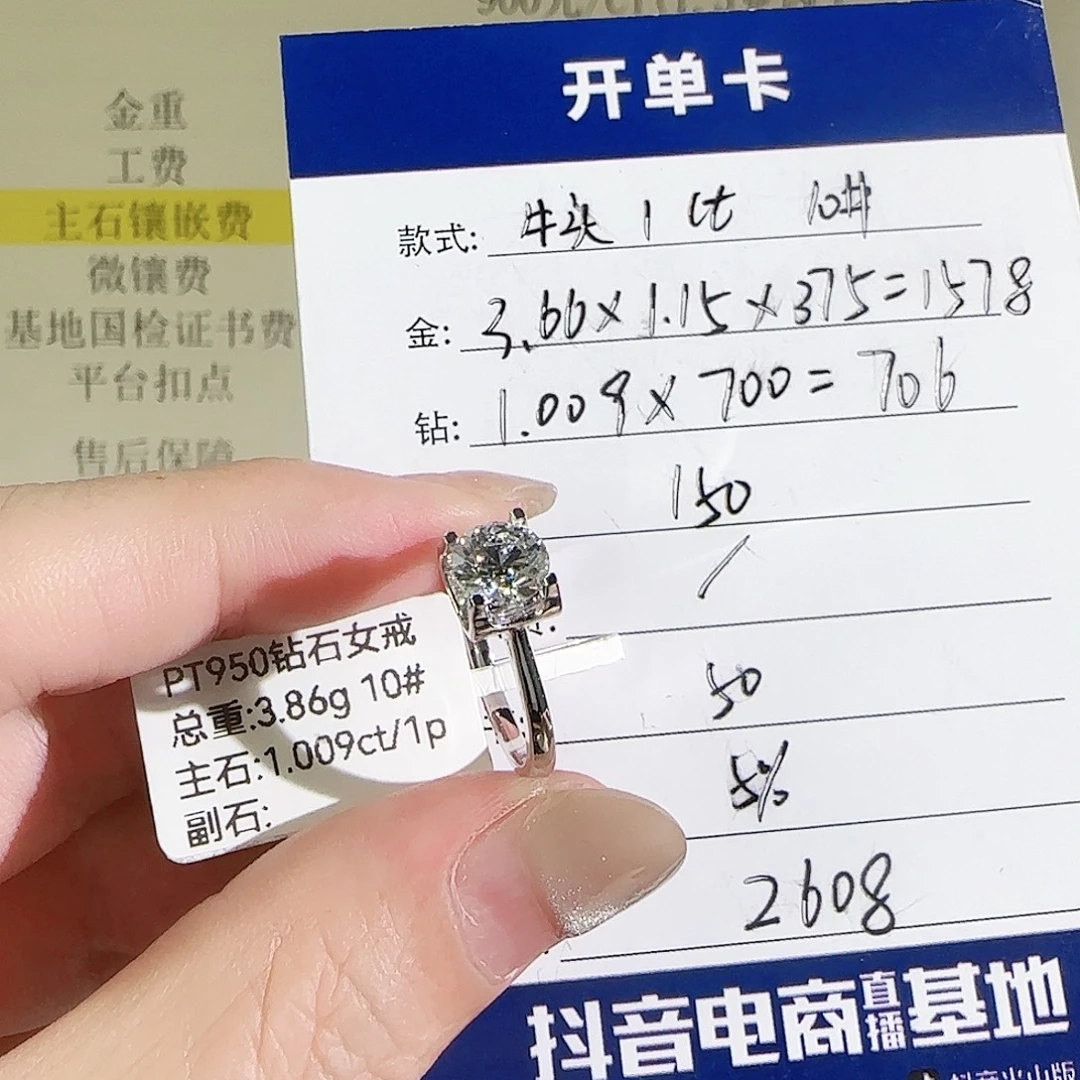 开单卡
金重
工费
主石镶嵌费
微镶费
基地国检证书费
平台扣点
售后保障
款式: 牛头 1 ct 10#
金: 3.66×1.15×375=1578
钻: 1.009×700=706
150
/
50
5%
2608
PT950钻石女戒
总重:3.86g 10#
主石:1.009ct/1p
副石:
抖音电商直播基地